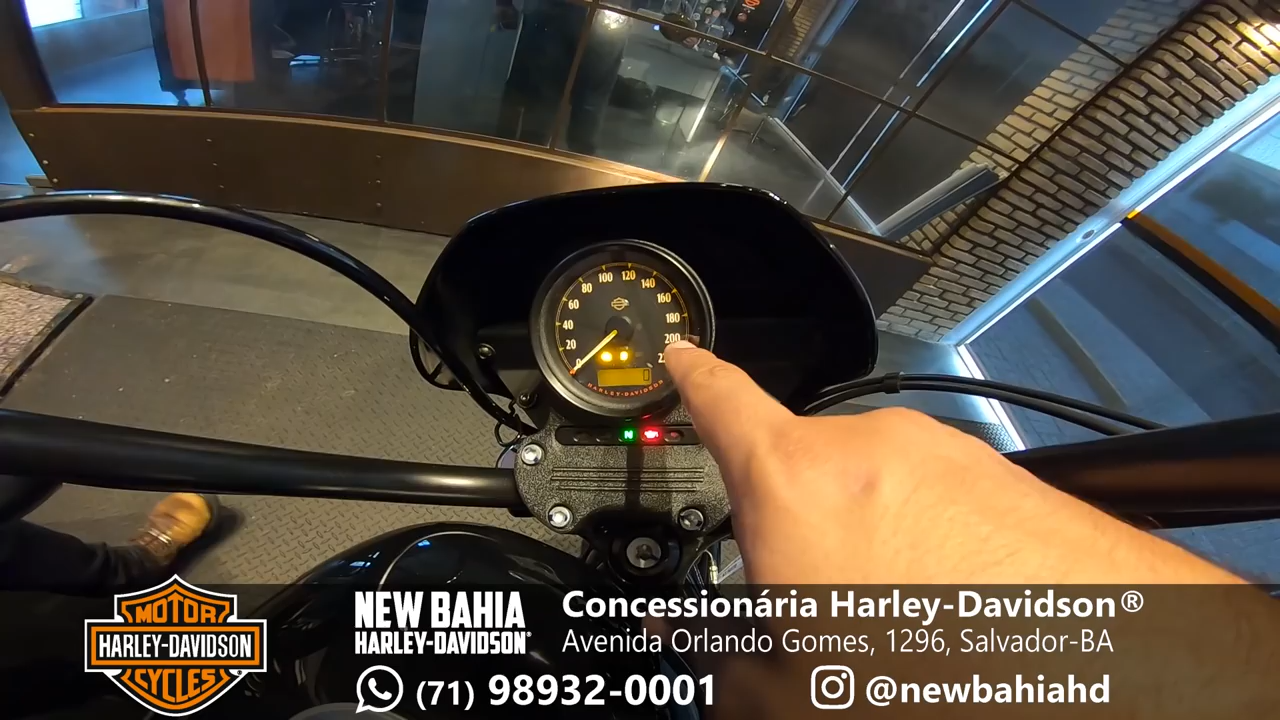 0
20
40
60
80
100
120
140
160
180
200
HARLEY-DAVIDSON
N
MOTOR
HARLEY-DAVIDSON
CYCLES
NEW BAHIA
HARLEY-DAVIDSON®
Concessionária Harley-Davidson®
Avenida Orlando Gomes, 1296, Salvador-BA
(71) 98932-0001
@newbahiahd